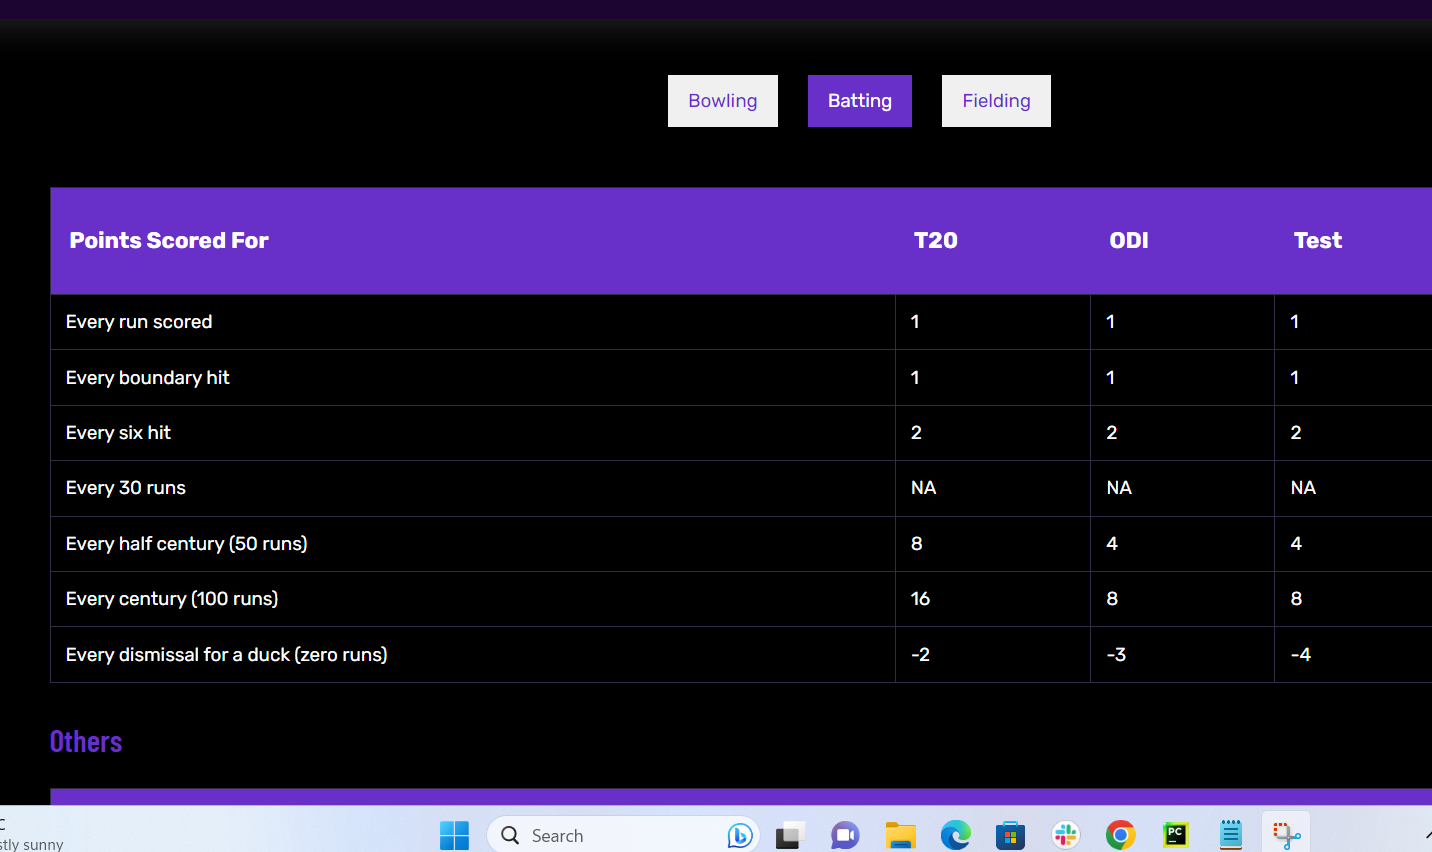 Bowling Batting Fielding
Points Scored For T20 ODI Test
Every run scored 1 1 1
Every boundary hit 1 1 1
Every six hit 2 2 2
Every 30 runs NA NA NA
Every half century (50 runs) 8 4 4
Every century (100 runs) 16 8 8
Every dismissal for a duck (zero runs) -2 -3 -4
Others
Search
PC
sunny